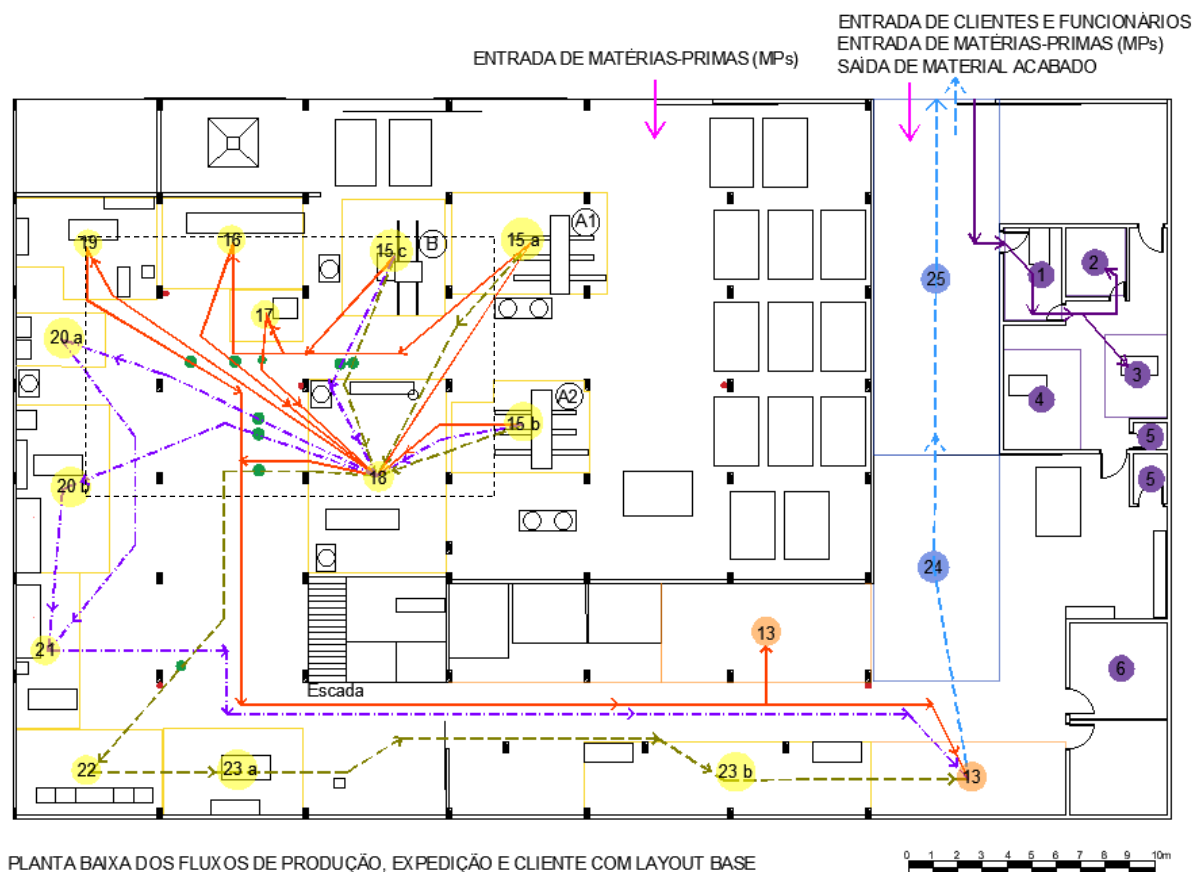 ENTRADA DE CLIENTES E FUNCIONÁRIOS
ENTRADA DE MATÉRIAS-PRIMAS (MPs)
ENTRADA DE MATÉRIAS-PRIMAS (MPs)
SAÍDA DE MATERIAL ACABADO
19
16
15 c
B
15 a
A1
17
25
1
2
20 a
3
4
A2
15 b
5
18
5
20 b
24
13
21
6
Escada
22
23 a
23 b
13
PLANTA BAIXA DOS FLUXOS DE PRODUÇÃO, EXPEDIÇÃO E CLIENTE COM LAYOUT BASE
0 1 2 3 4 5 6 7 8 9 10m